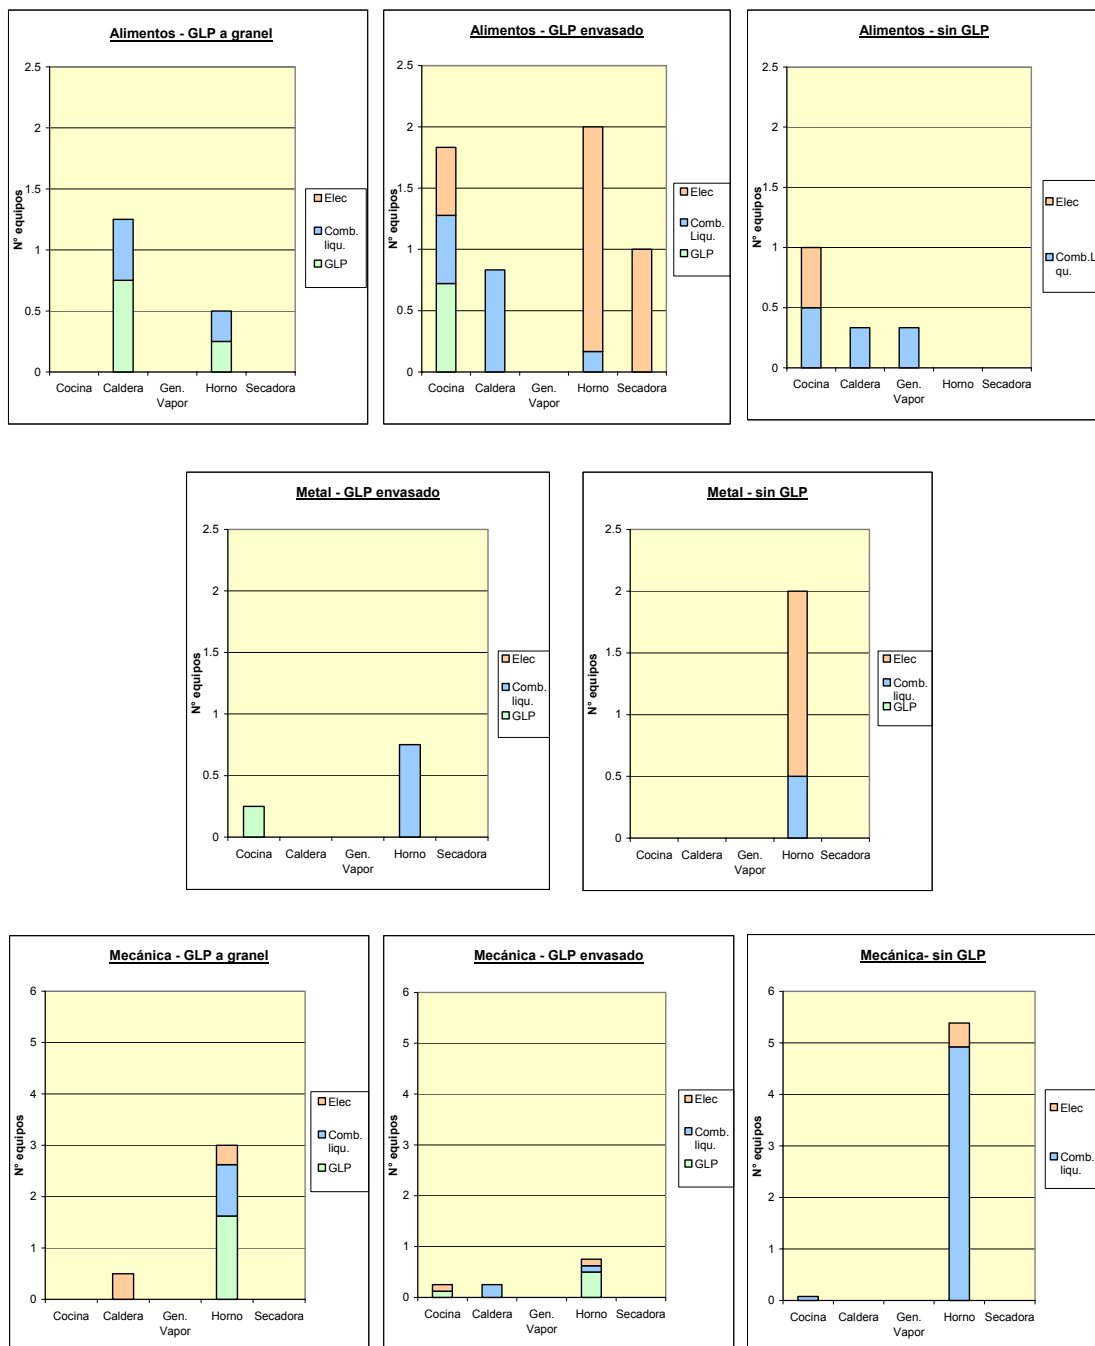 Alimentos - GLP a granel
2.5
2
1.5
1
0.5
0
Nº equipos
Cocina Caldera Gen. Vapor Horno Secadora
Elec
Comb. liqu.
GLP
Alimentos - GLP envasado
2.5
2
1.5
1
0.5
0
Nº equipos
Cocina Caldera Gen. Vapor Horno Secadora
Elec
Comb. Liqu.
GLP
Alimentos - sin GLP
2.5
2
1.5
1
0.5
0
Nº equipos
Cocina Caldera Gen. Vapor Horno Secadora
Elec
Comb.L
qu.
Metal - GLP envasado
2.5
2
1.5
1
0.5
0
Nº equipos
Cocina Caldera Gen. Vapor Horno Secadora
Elec
Comb. liqu.
GLP
Metal - sin GLP
2.5
2
1.5
1
0.5
0
Nº equipos
Cocina Caldera Gen. Vapor Horno Secadora
Elec
Comb. liqu.
GLP
Mecánica - GLP a granel
6
5
4
3
2
1
0
Nº equipos
Cocina Caldera Gen. Vapor Horno Secadora
Elec
Comb. liqu.
GLP
Mecánica - GLP envasado
6
5
4
3
2
1
0
Nº equipos
Cocina Caldera Gen. Vapor Horno Secadora
Elec
Comb. liqu.
GLP
Mecánica- sin GLP
6
5
4
3
2
1
0
Nº equipos
Cocina Caldera Gen. Vapor Horno Secadora
Elec
Comb. liqu.